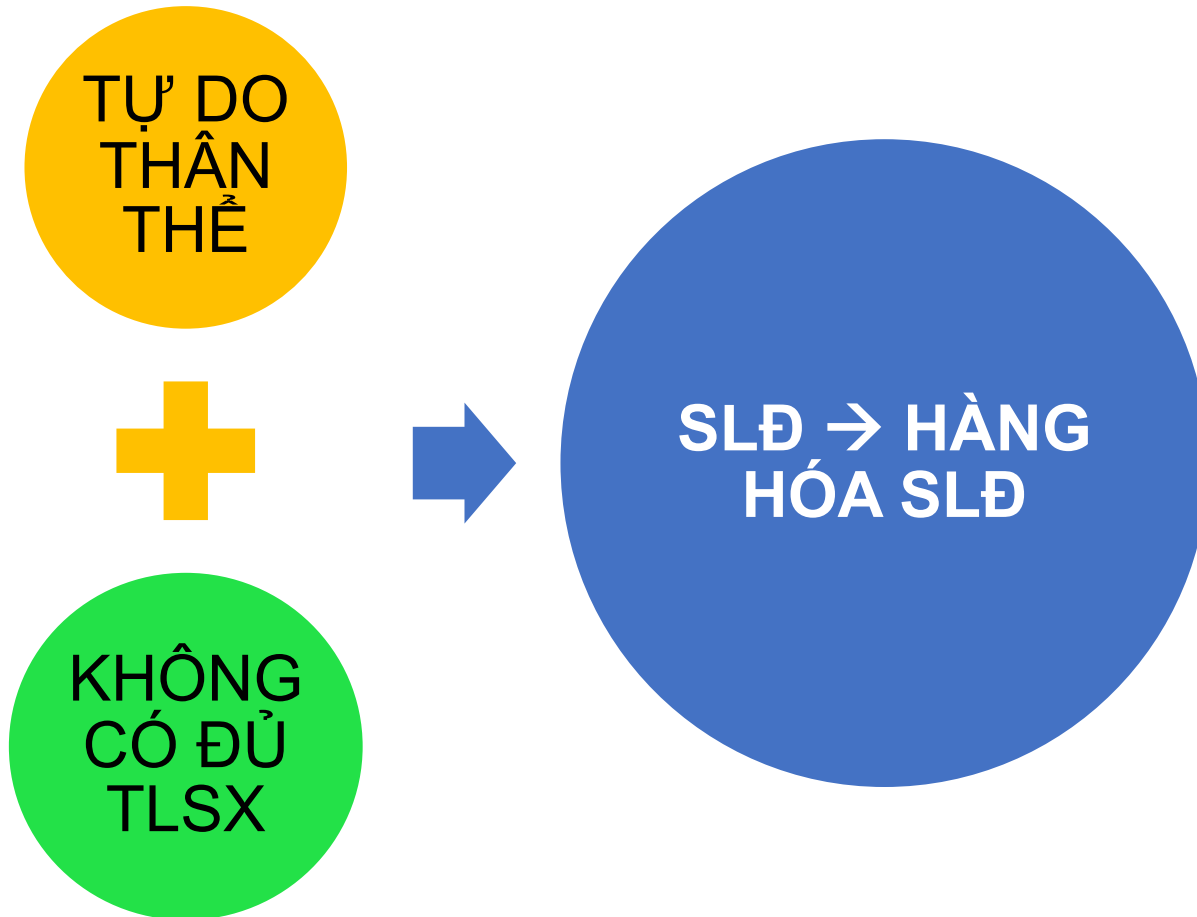 TỰ DO
THÂN
THỂ
KHÔNG
CÓ ĐỦ
TLSX
SLĐ → HÀNG
HÓA SLĐ